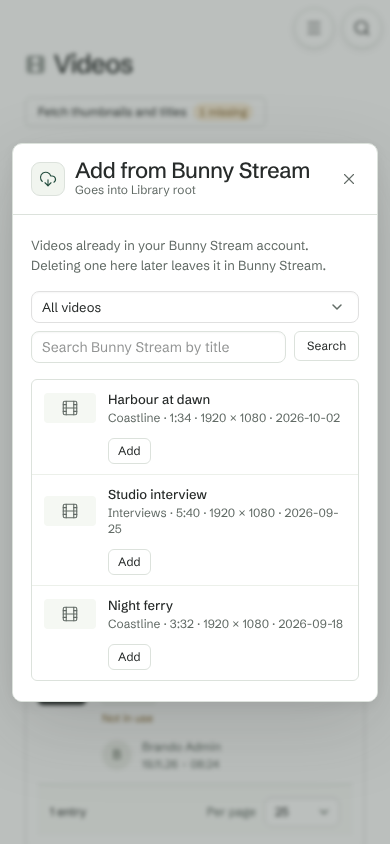 Videos
Fetch thumbnails and titles 1 missing
Add from Bunny Stream
Goes into Library root
Videos already in your Bunny Stream account.
Deleting one here later leaves it in Bunny Stream.
All videos
Search Bunny Stream by title
Search
Harbour at dawn
Coastline · 1:34 · 1920 × 1080 · 2026-10-02
Add
Studio interview
Interviews · 5:40 · 1920 × 1080 · 2026-09-
25
Add
Night ferry
Coastline · 3:32 · 1920 × 1080 · 2026-09-18
Add
Not in use
Brando Admin
1 entry
Per page
25